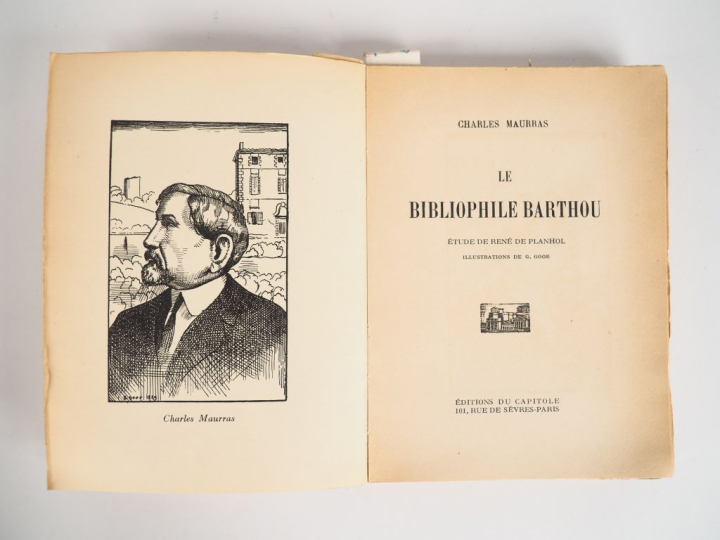 Charles Maurras
CHARLES MAURRAS
LE
BIBLIOPHILE BARTHOU
ÉTUDE DE RENÉ DE PLANHOL
ILLUSTRATIONS DE G. GOOR
ÉDITIONS DU CAPITOLE
101, RUE DE SÈVRES-PARIS